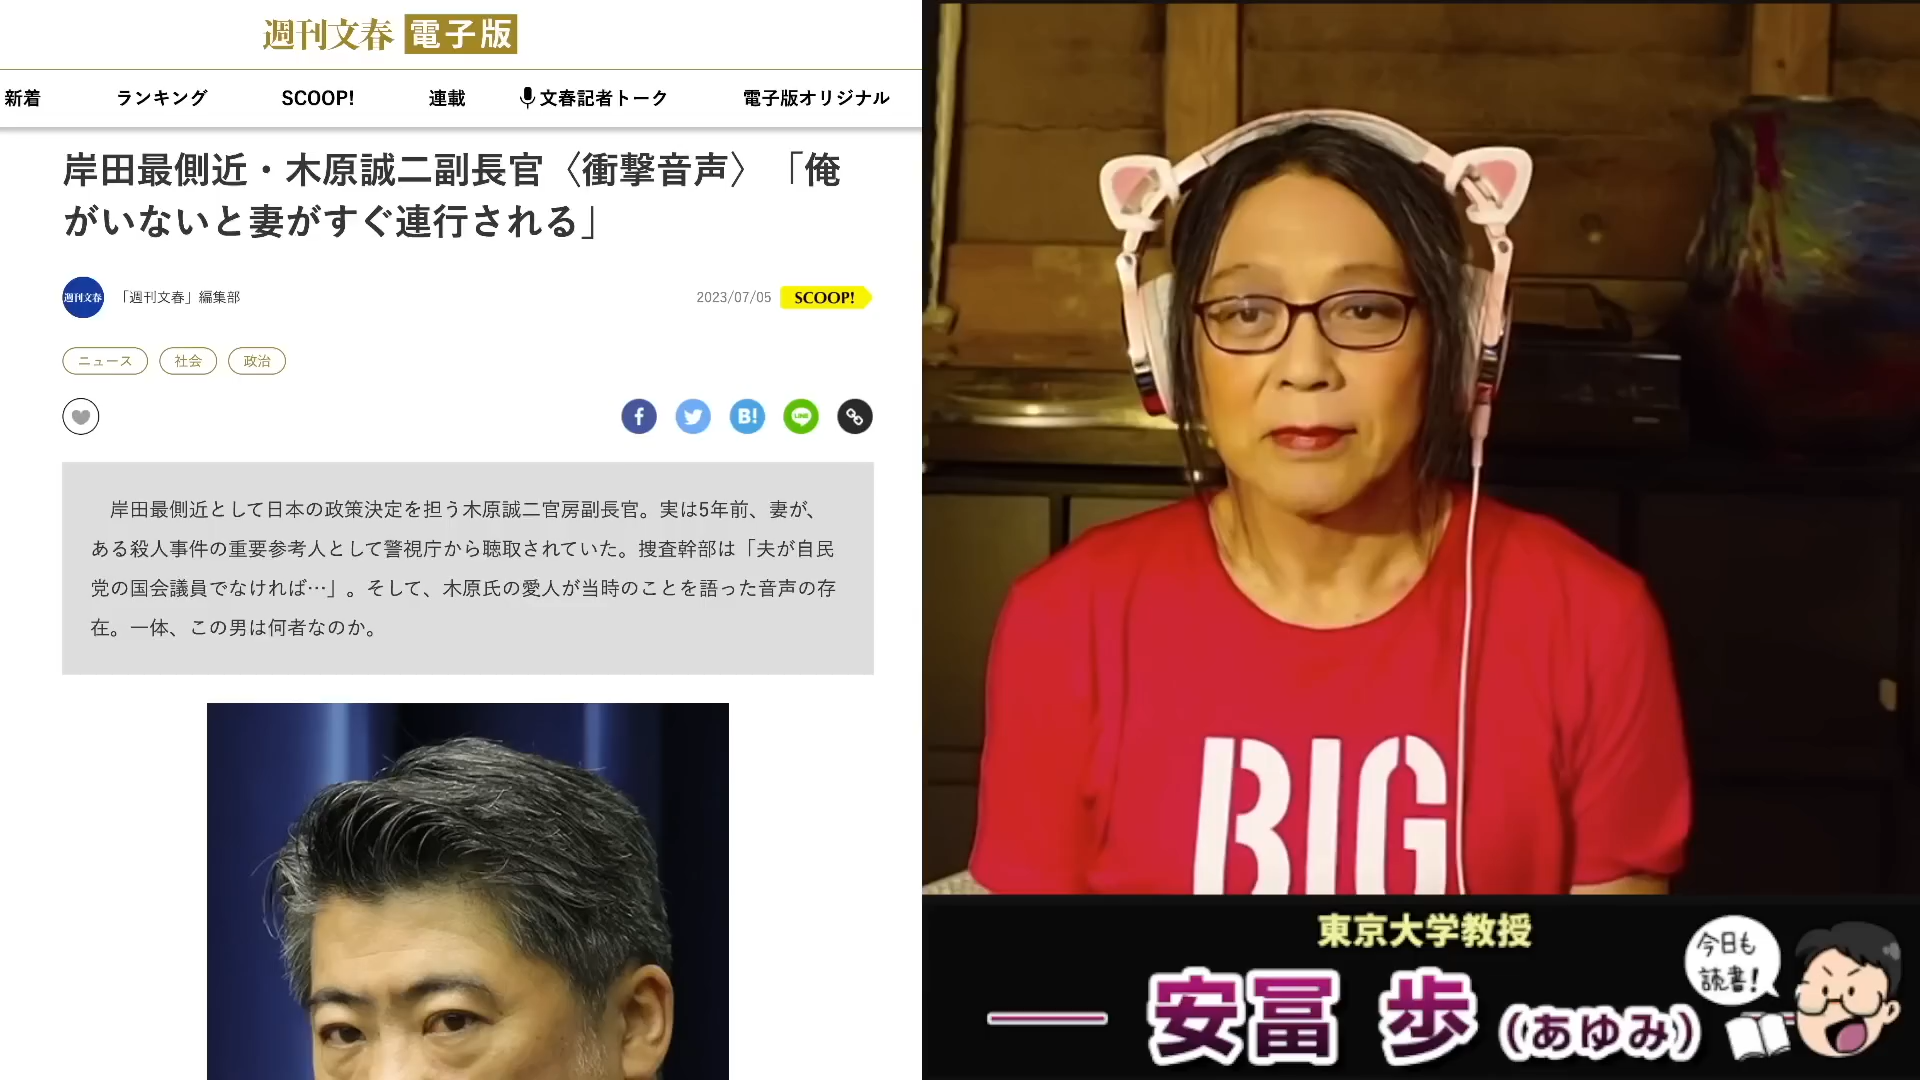 週刊文春 電子版
新着 ランキング SCOOP! 連載 文春記者トーク 電子版オリジナル
岸田最側近・木原誠二副長官〈衝撃音声〉「俺
がいないと妻がすぐ連行される」
週刊文春 「週刊文春」編集部 2023/07/05 SCOOP!
ニュース 社会 政治
f B! LINE
岸田最側近として日本の政策決定を担う木原誠二官房副長官。実は5年前、妻が、
ある殺人事件の重要参考人として警視庁から聴取されていた。捜査幹部は「夫が自民
党の国会議員でなければ…」。そして、木原氏の愛人が当時のことを語った音声の存
在。一体、この男は何者なのか。
BIG
東京大学教授
安冨 歩 (あゆみ)
今日も
読書!